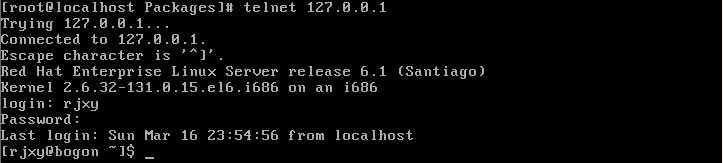 [root@localhost Packages]# telnet 127.0.0.1
Trying 127.0.0.1...
Connected to 127.0.0.1.
Escape character is '^]'.
Red Hat Enterprise Linux Server release 6.1 (Santiago)
Kernel 2.6.32-131.0.15.el6.i686 on an i686
login: rjxy
Password:
Last login: Sun Mar 16 23:54:56 from localhost
[rjxy@bogon ~]$ _